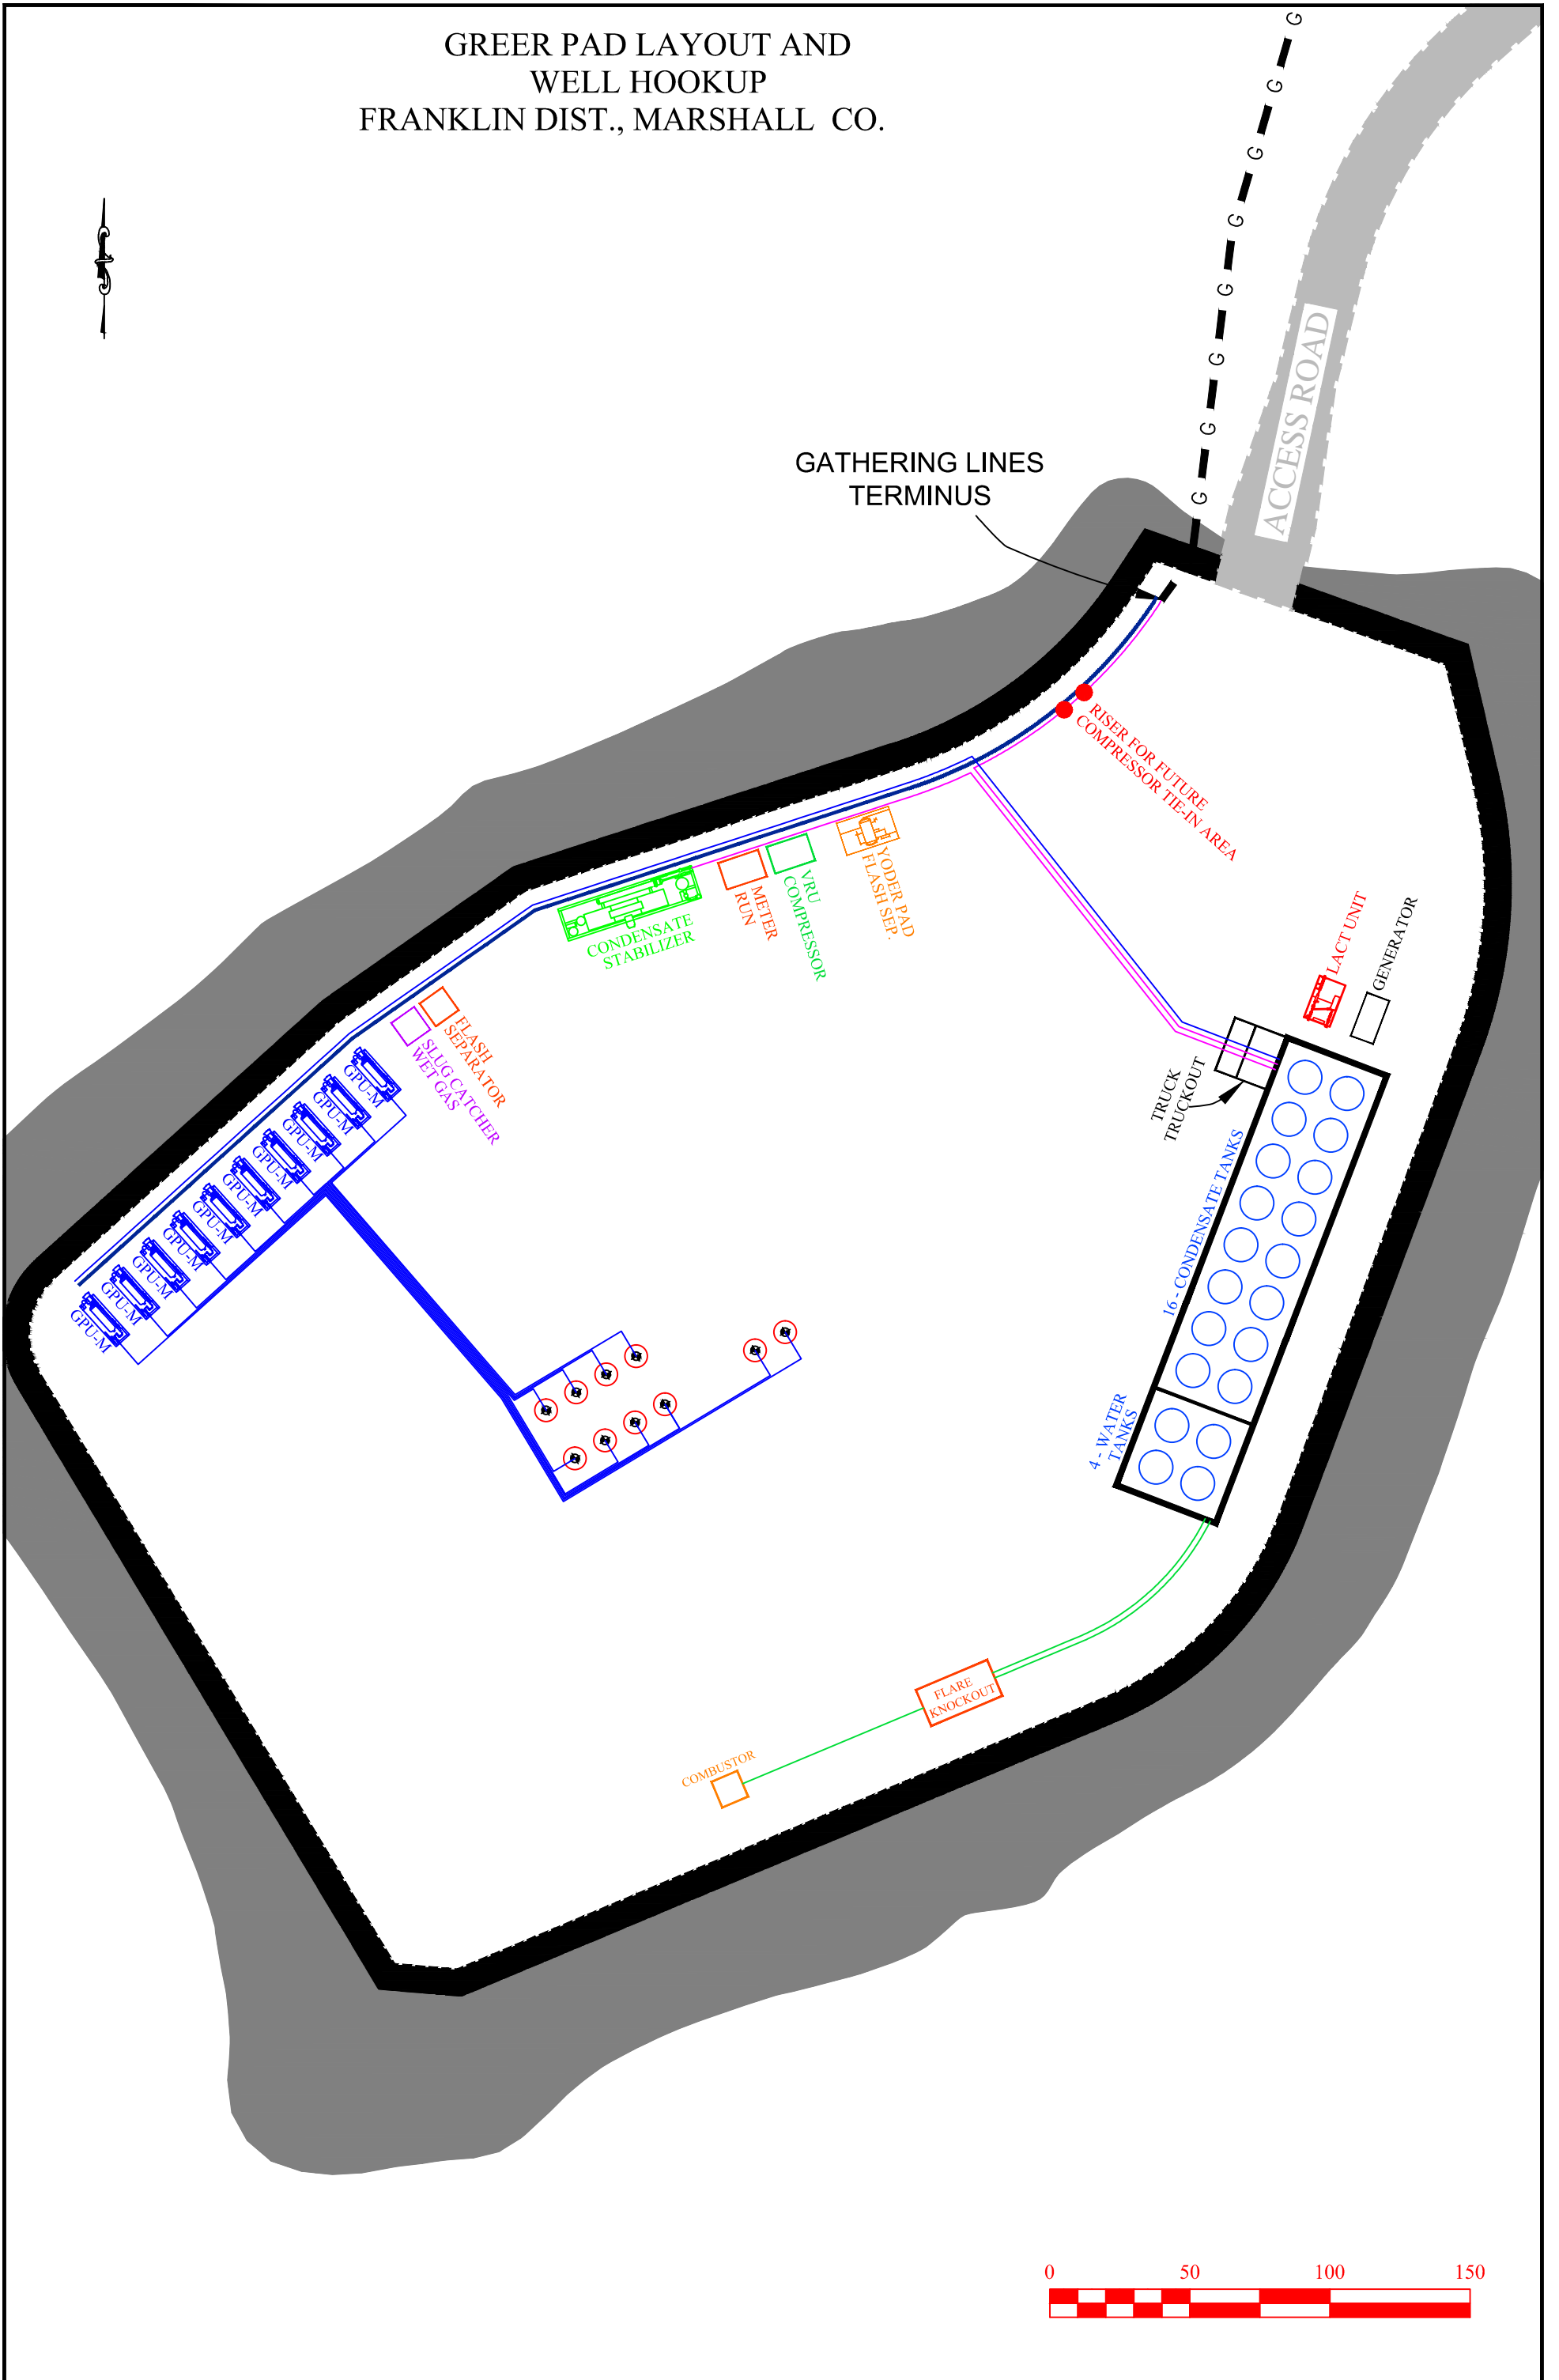 GREER PAD LAYOUT AND
WELL HOOKUP
FRANKLIN DIST., MARSHALL CO.
G
G
G
G
G
G
G
G
ACCESS ROAD
GATHERING LINES
TERMINUS
RISER FOR FUTURE
COMPRESSOR TIE-IN AREA
YODER PAD
FLASH SEP.
VRU
COMPRESSOR
METER
RUN
CONDENSATE
STABILIZER
LACT UNIT
GENERATOR
FLASH
SEPARATOR
SLUG CATCHER
WET GAS
TRUCK
TRUCKOUT
GPU-M
GPU-M
GPU-M
GPU-M
GPU-M
GPU-M
GPU-M
GPU-M
GPU-M
GPU-M
16 - CONDENSATE TANKS
4 - WATER
TANKS
FLARE
KNOCKOUT
COMBUSTOR
0 50 100 150